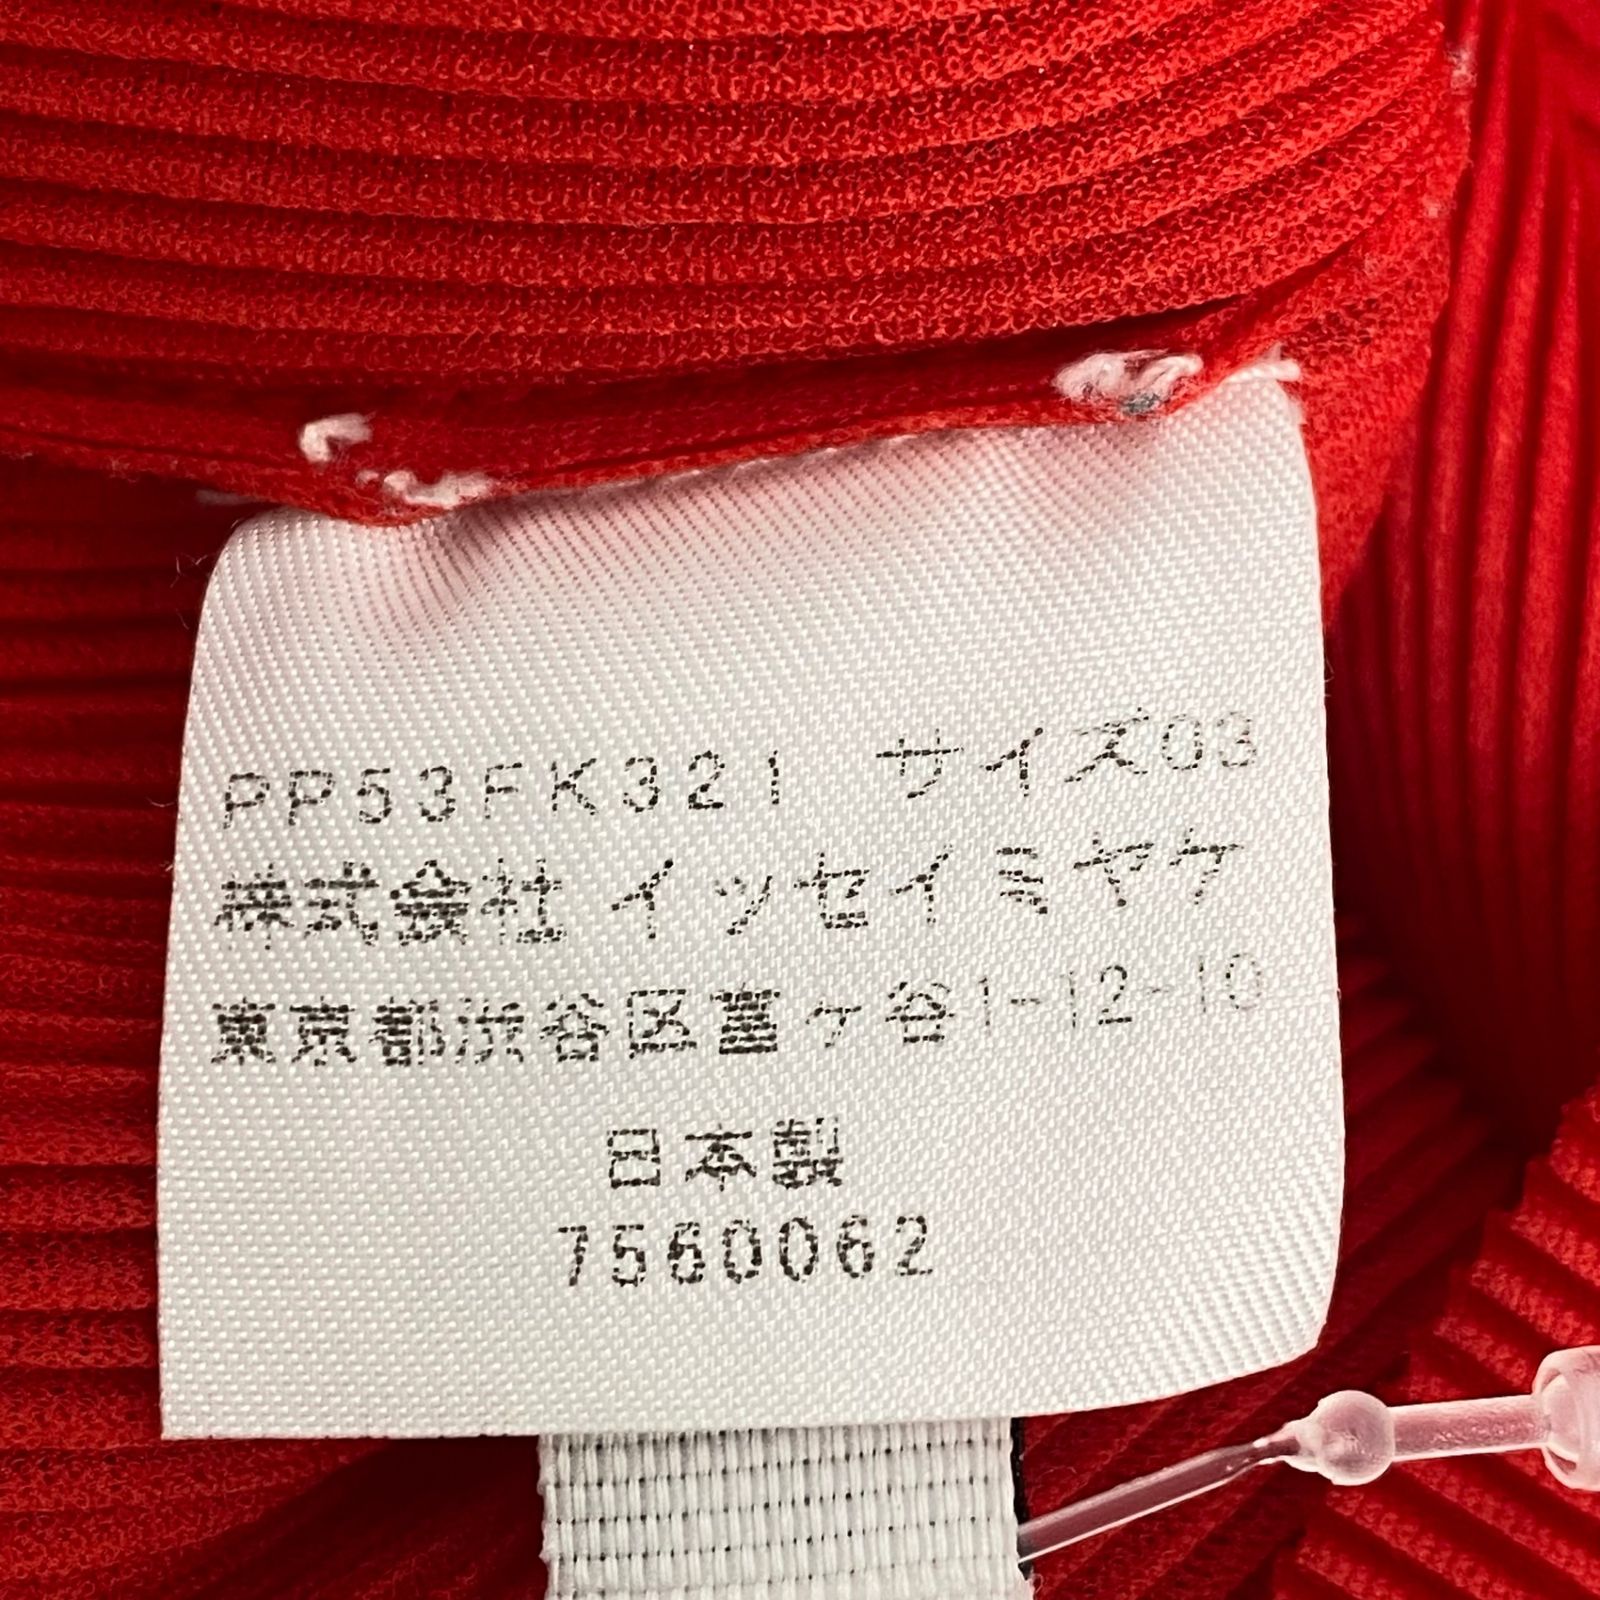 PP53FK321 サイズ03
株式会社 イッセイミヤケ
東京都渋谷区富ヶ谷1-12-10
日本製
7560062